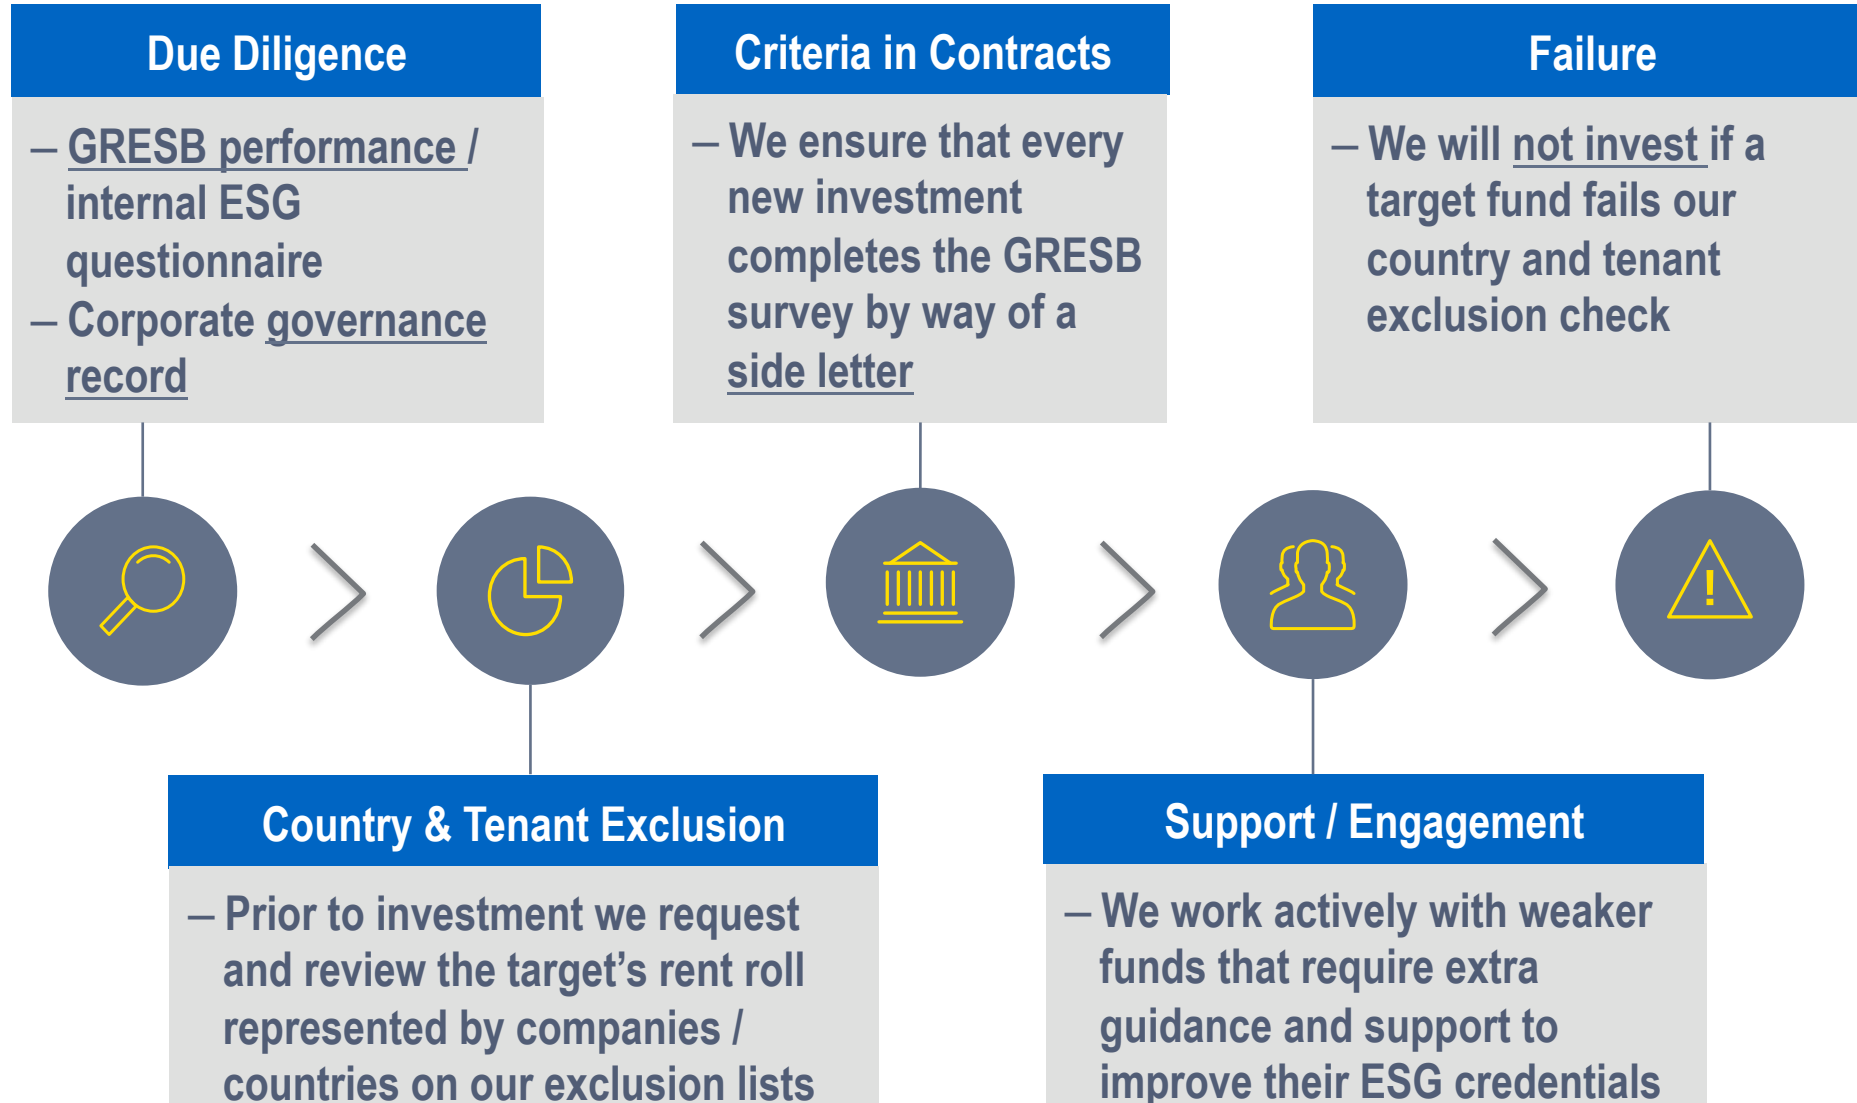 Due Diligence
– GRESB performance /
internal ESG
questionnaire
– Corporate governance
record
Criteria in Contracts
– We ensure that every
new investment
completes the GRESB
survey by way of a
side letter
Failure
– We will not invest if a
target fund fails our
country and tenant
exclusion check
!
Country & Tenant Exclusion
– Prior to investment we request
and review the target’s rent roll
represented by companies /
countries on our exclusion lists
Support / Engagement
– We work actively with weaker
funds that require extra
guidance and support to
improve their ESG credentials